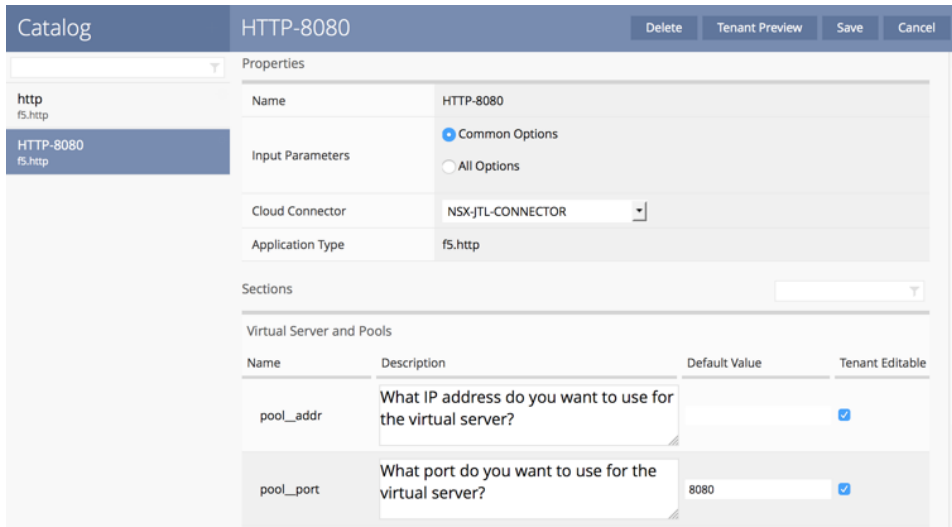 Catalog
HTTP-8080
Delete
Tenant Preview
Save
Cancel
http
f5.http
HTTP-8080
f5.http
Properties
Name
HTTP-8080
Input Parameters
Common Options
All Options
Cloud Connector
NSX-JTL-CONNECTOR
Application Type
f5.http
Sections
Virtual Server and Pools
Name
Description
Default Value
Tenant Editable
pool__addr
What IP address do you want to use for
the virtual server?
pool__port
What port do you want to use for the
virtual server?
8080